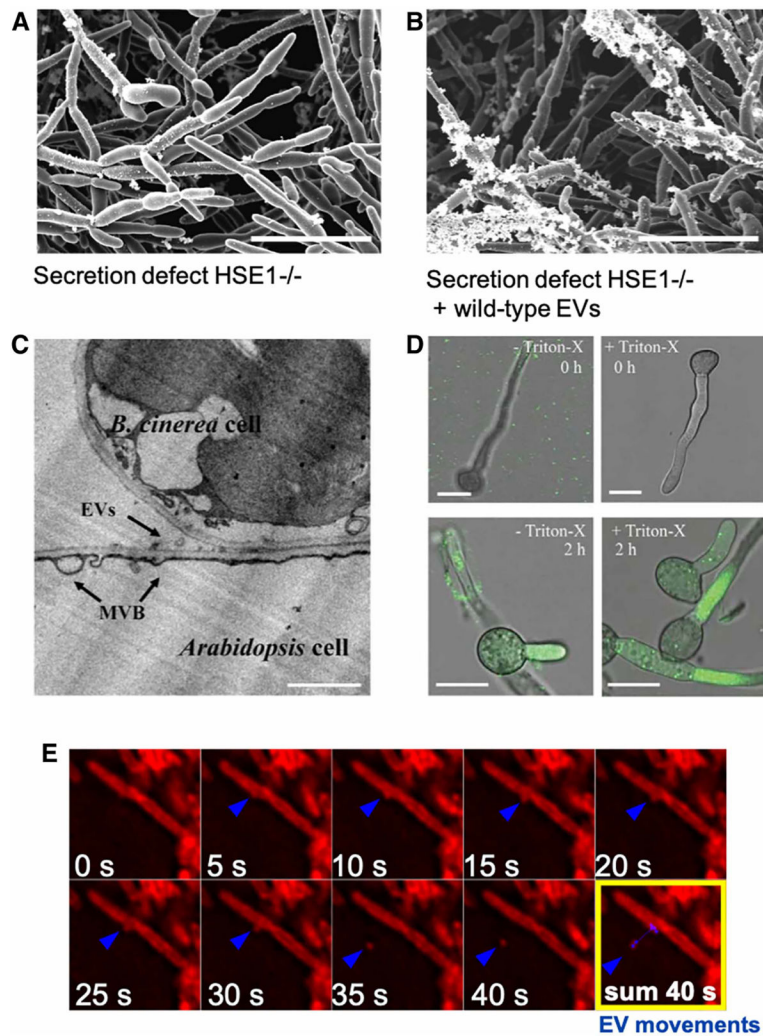 A
B
Secretion defect HSE1-/-
Secretion defect HSE1-/-
+ wild-type EVs
C
B. cinerea cell
EVs
MVB
Arabidopsis cell
D
- Triton-X
0 h
+ Triton-X
0 h
- Triton-X
2 h
+ Triton-X
2 h
E
0 s
5 s
10 s
15 s
20 s
25 s
30 s
35 s
40 s
sum 40 s
EV movements